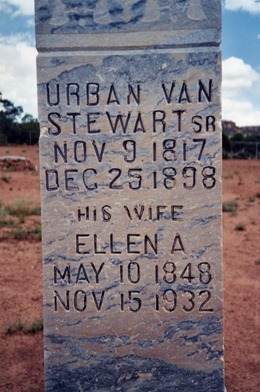 URBAN VAN
STEWART SR
NOV 9 1817
DEC 25 1898
HIS WIFE
ELLEN A
MAY 10 1848
NOV 15 1932